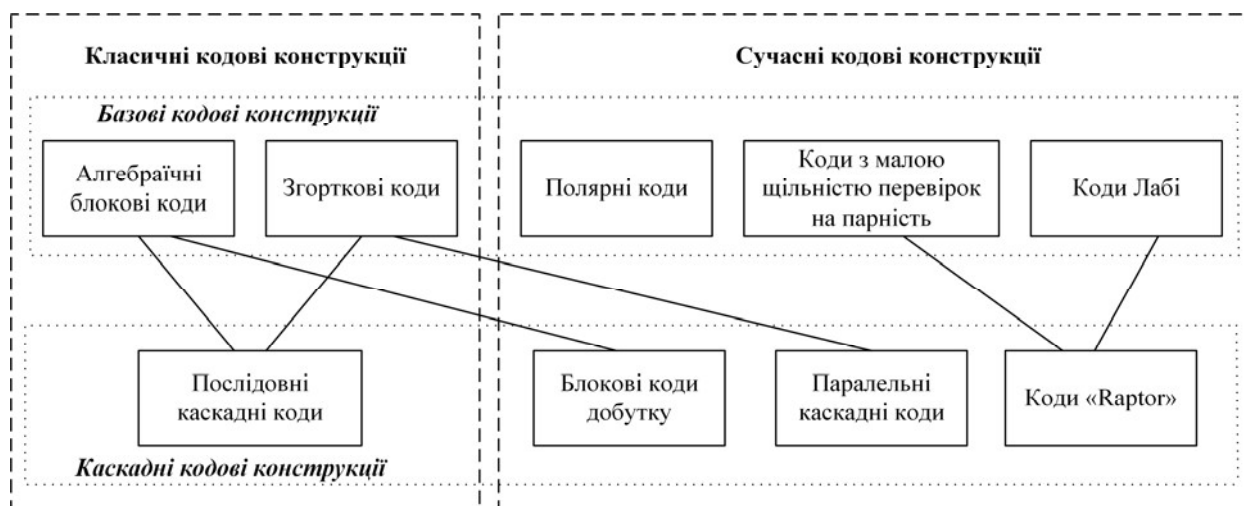 Класичні кодові конструкції
Сучасні кодові конструкції
Базові кодові конструкції
Алгебраїчні
блокові коди
Згорткові коди
Полярні коди
Коди з малою
щільністю перевірок
на парність
Коди Лабі
Послідовні
каскадні коди
Блокові коди
добутку
Паралельні
каскадні коди
Коди «Raptor»
Каскадні кодові конструкції